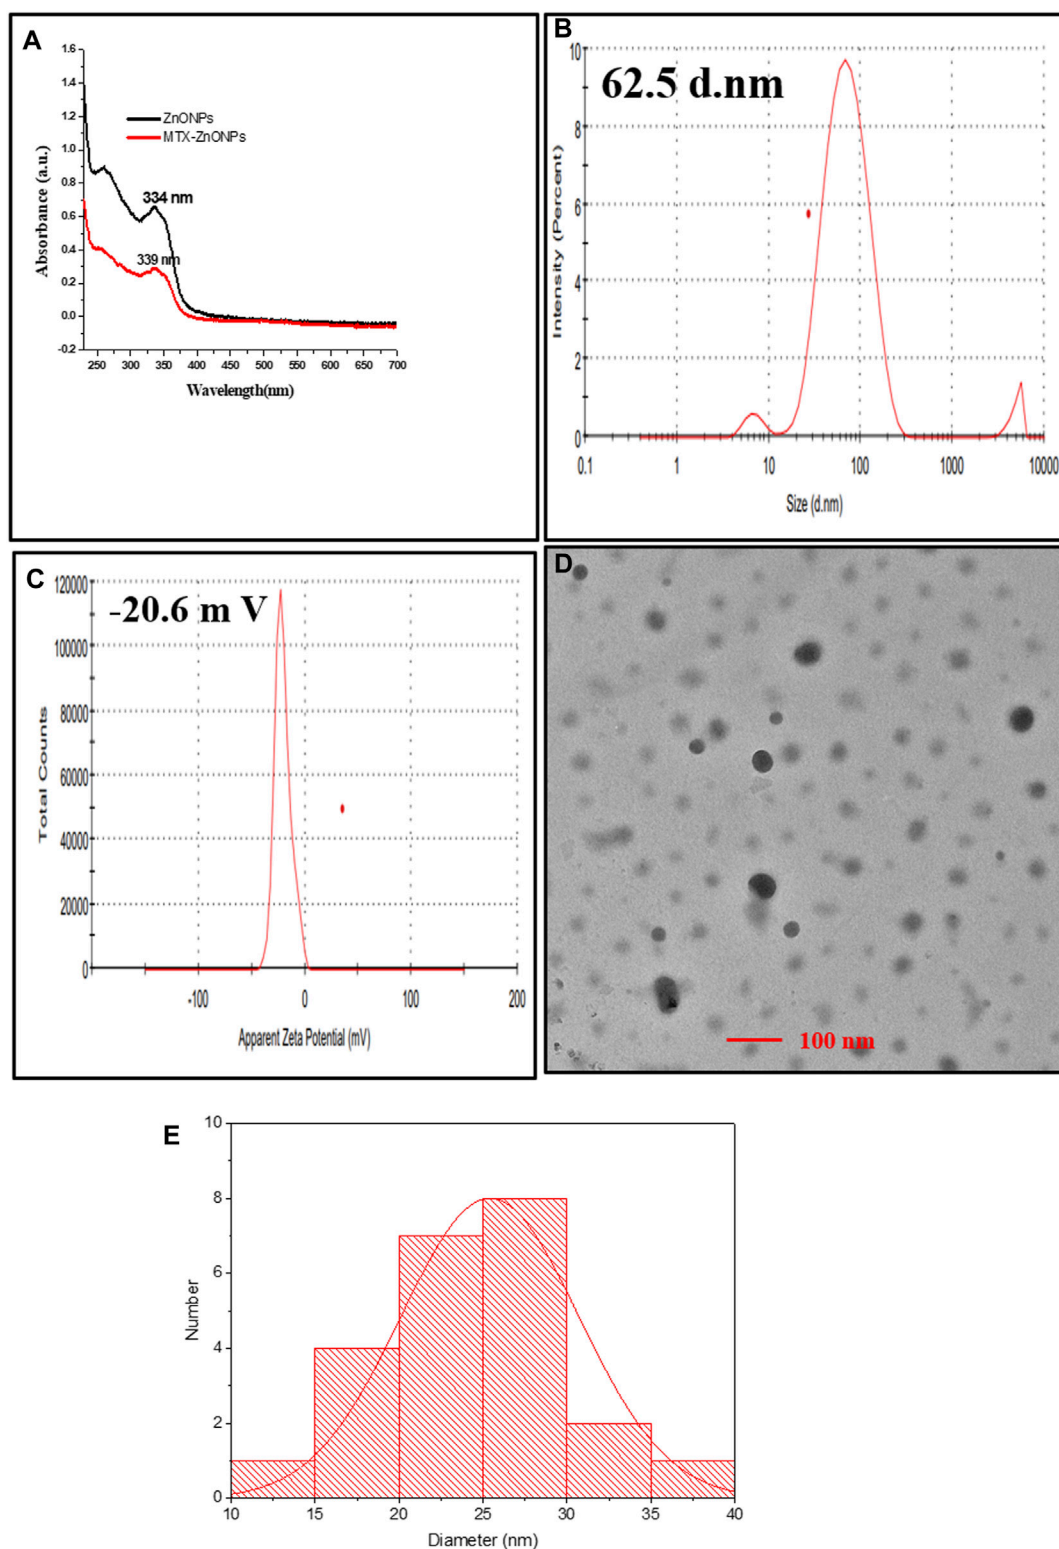 A
1.6
1.4
1.2
1.0
0.8
0.6
0.4
0.2
0.0
-0.2
Absorbance (a.u.)
ZnONPs
MTX-ZnONPs
334 nm
339 nm
250 300 350 400 450 500 550 600 650 700
Wavelength(nm)
B
62.5 d.nm
10
8
6
4
2
0
Intensity (Percent)
0.1 1 10 100 1000 10000
Size (d.nm)
C
-20.6 m V
120000
100000
80000
60000
40000
20000
0
Total Counts
-100 0 100 200
Apparent Zeta Potential (mV)
D
100 nm
E
10
8
6
4
2
0
Number
10 15 20 25 30 35 40
Diameter (nm)